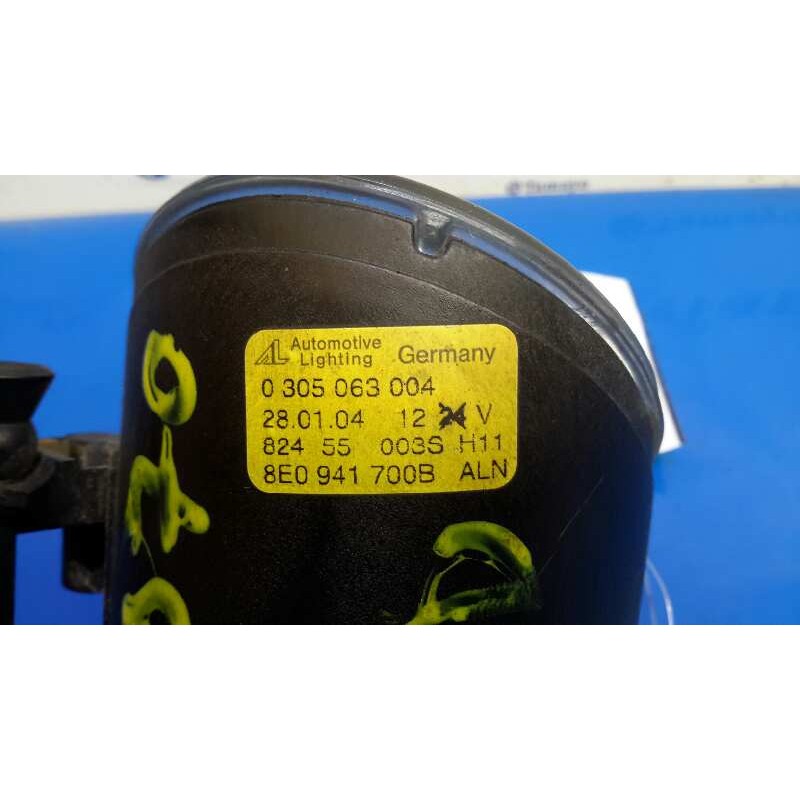 AL Automotive Lighting Germany
0 305 063 004
28.01.04 12 24 V
824 55 003S H11
8E0 941 700B ALN